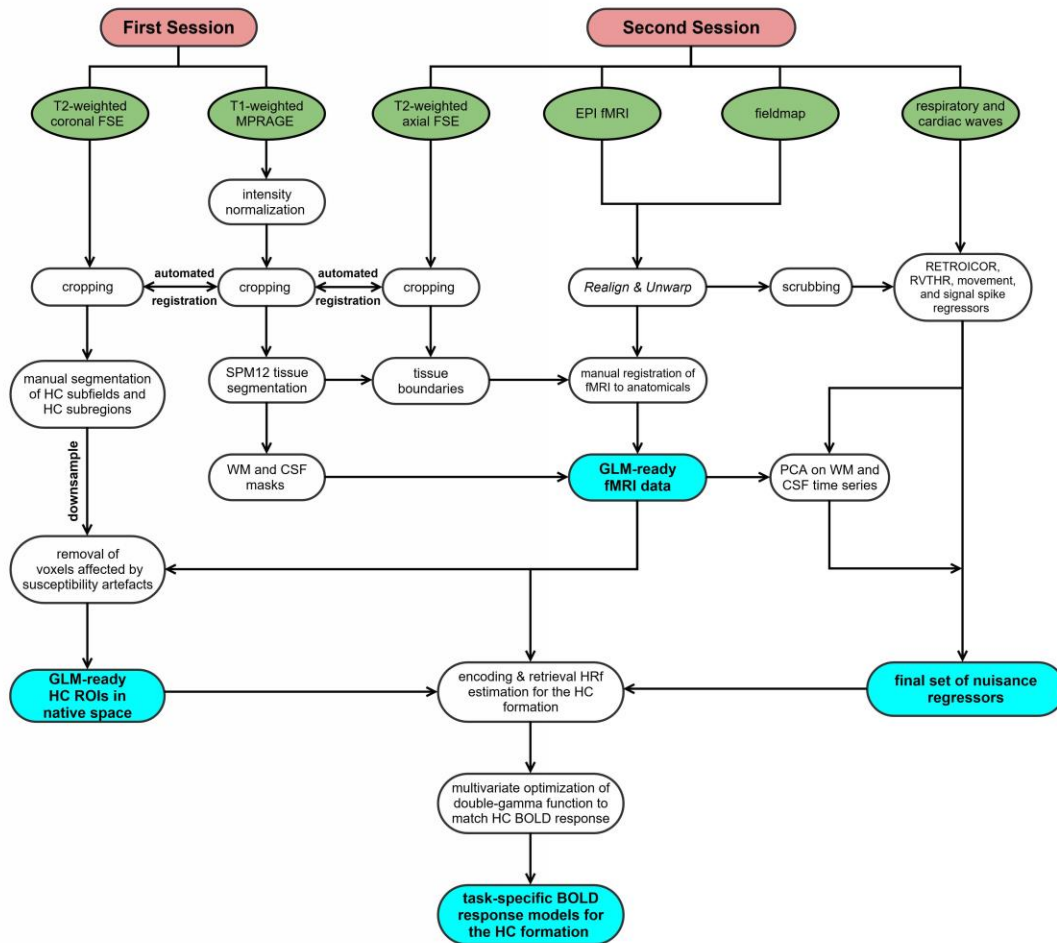 First Session
Second Session
T2-weighted
coronal FSE
T1-weighted
MPRAGE
T2-weighted
axial FSE
EPI fMRI
fieldmap
respiratory and
cardiac waves
intensity
normalization
cropping
automated
registration
cropping
automated
registration
cropping
Realign & Unwarp
scrubbing
RETROICOR,
RVTHR, movement,
and signal spike
regressors
manual segmentation
of HC subfields and
HC subregions
SPM12 tissue
segmentation
tissue
boundaries
manual registration of
fMRI to anatomicals
downsample
WM and CSF
masks
GLM-ready
fMRI data
PCA on WM and
CSF time series
removal of
voxels affected by
susceptibility artefacts
GLM-ready
HC ROIs in
native space
encoding & retrieval HRf
estimation for the HC
formation
final set of nuisance
regressors
multivariate optimization of
double-gamma function to
match HC BOLD response
task-specific BOLD
response models for
the HC formation